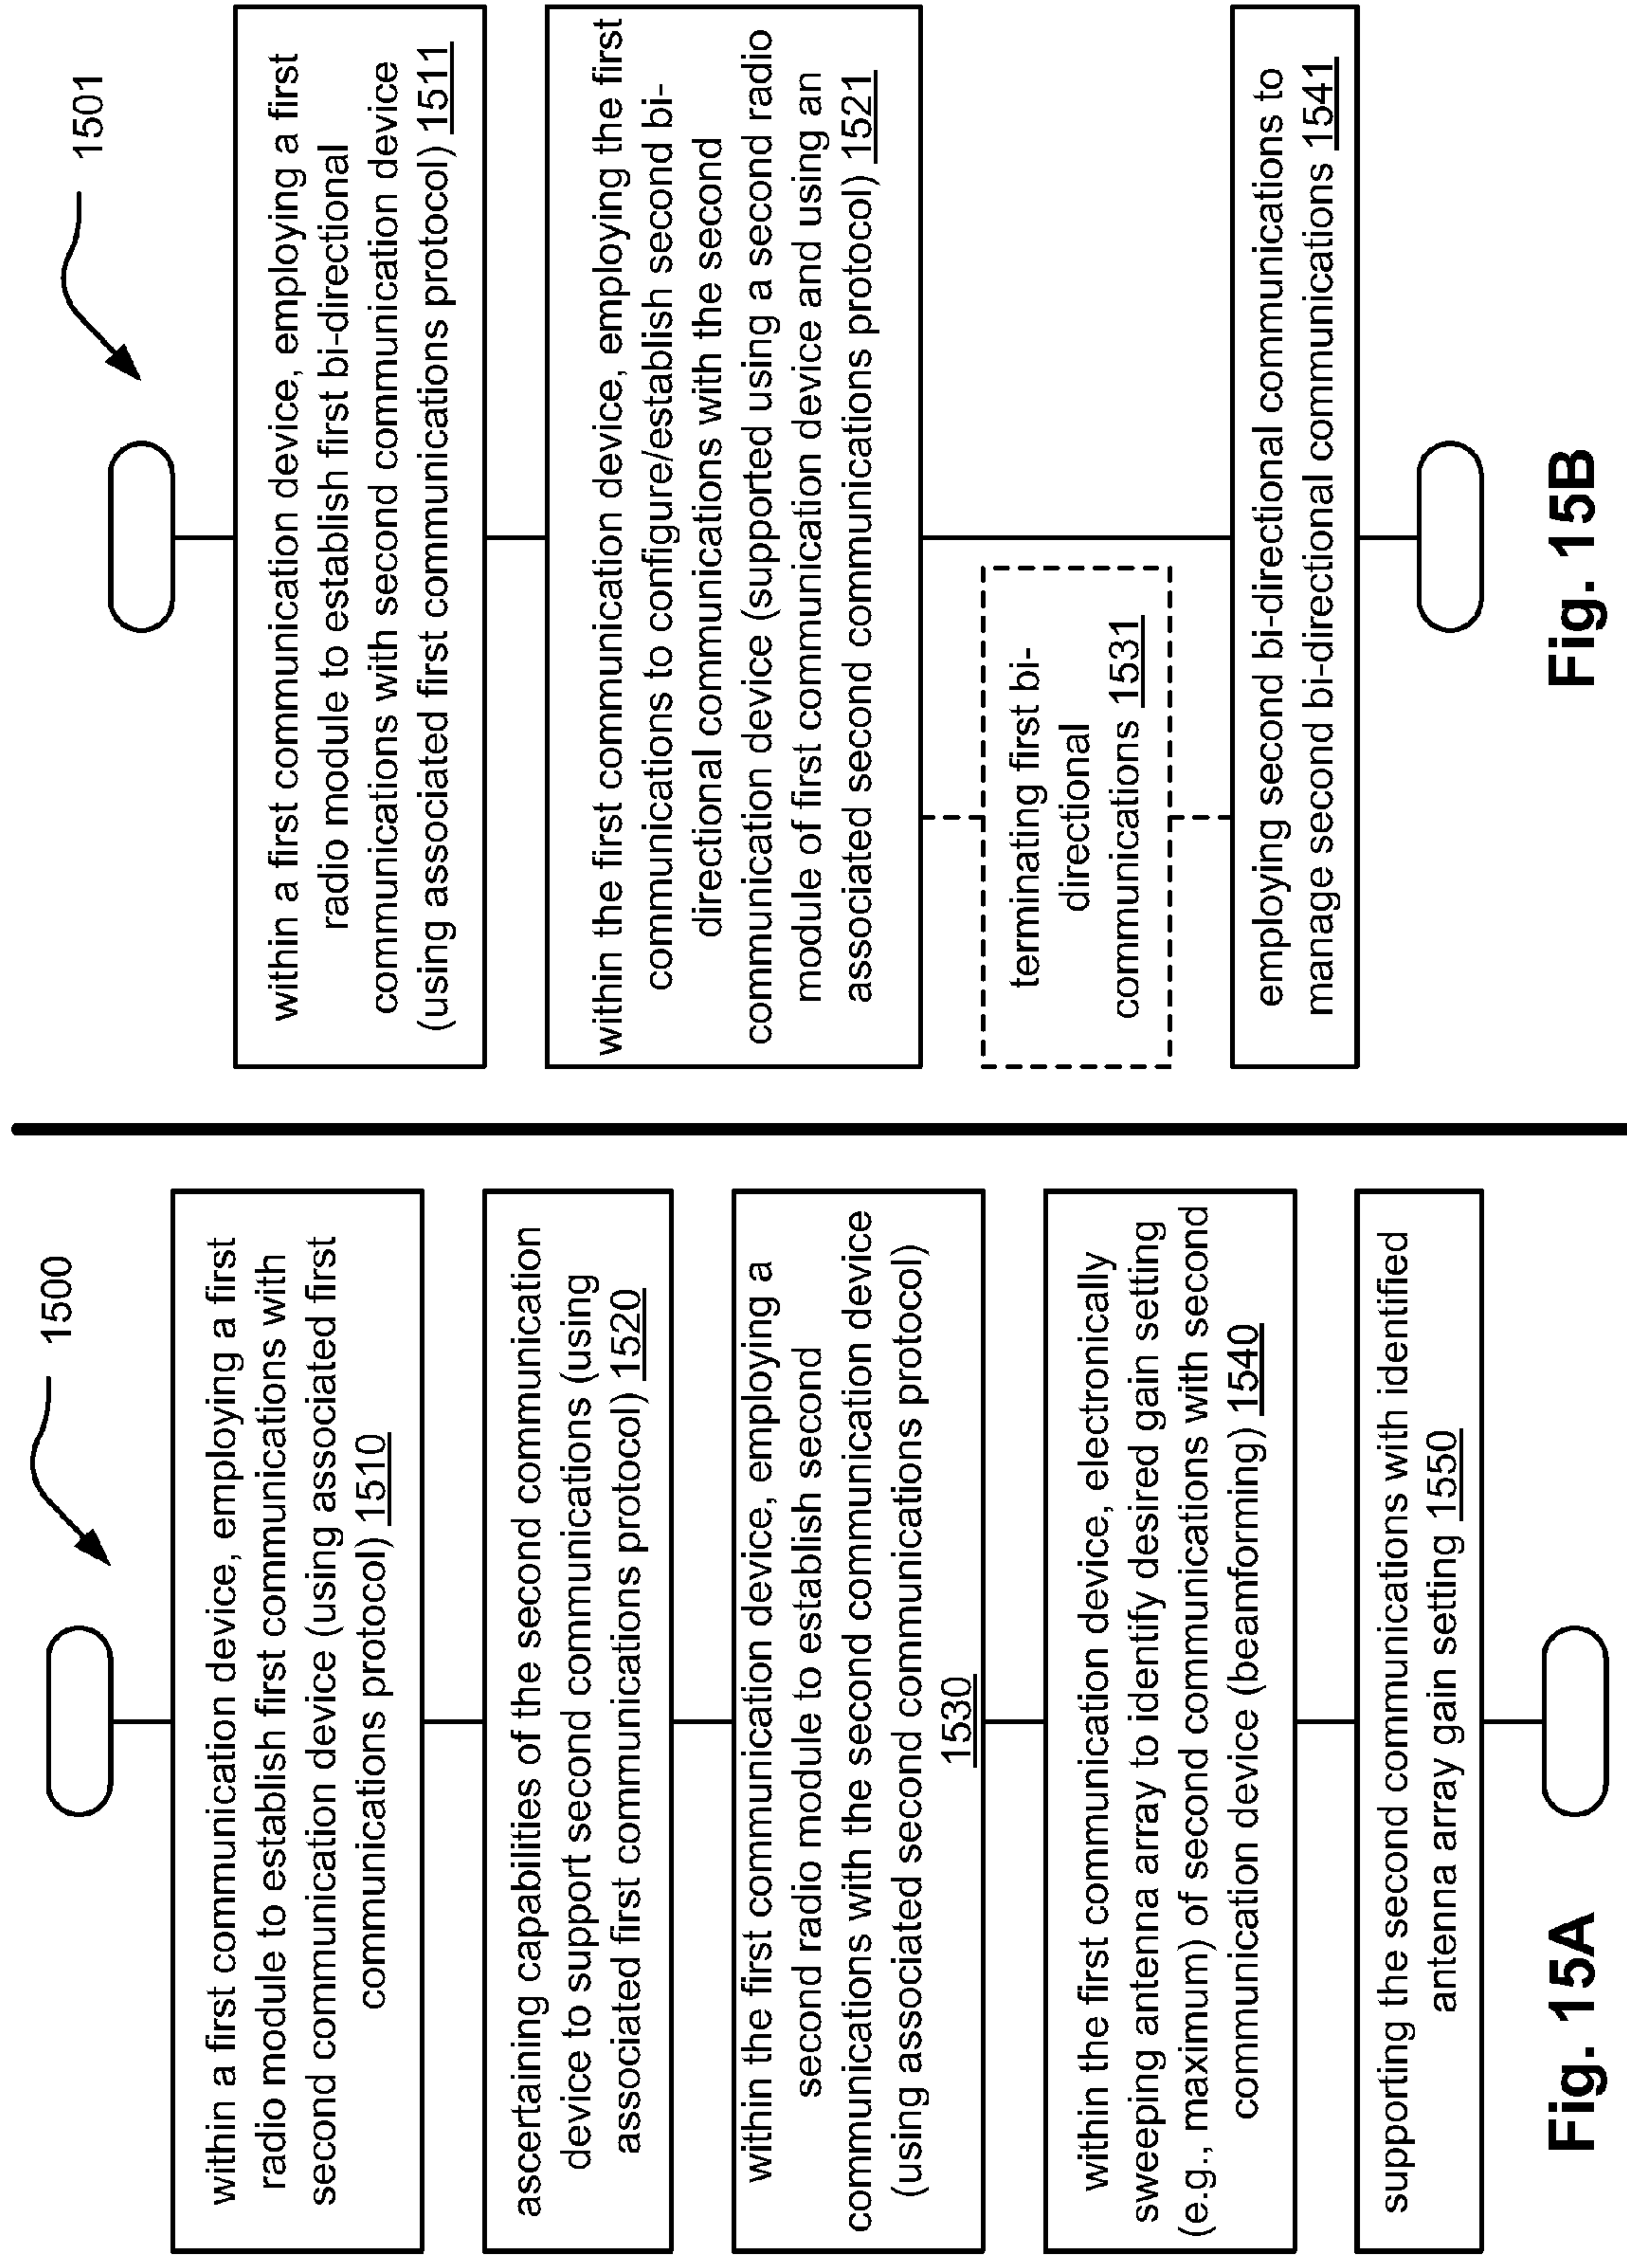 1500
within a first communication device, employing a first
radio module to establish first communications with
second communication device (using associated first
communications protocol) 1510
ascertaining capabilities of the second communication
device to support second communications (using
associated first communications protocol) 1520
within the first communication device, employing a
second radio module to establish second
communications with the second communication device
(using associated second communications protocol)
1530
within the first communication device, electronically
sweeping antenna array to identify desired gain setting
(e.g., maximum) of second communications with second
communication device (beamforming) 1540
supporting the second communications with identified
antenna array gain setting 1550
Fig. 15A
1501
within a first communication device, employing a first
radio module to establish first bi-directional
communications with second communication device
(using associated first communications protocol) 1511
within the first communication device, employing the first
communications to configure/establish second bi-
directional communications with the second
communication device (supported using a second radio
module of first communication device and using an
associated second communications protocol) 1521
terminating first bi-
directional
communications 1531
employing second bi-directional communications to
manage second bi-directional communications 1541
Fig. 15B